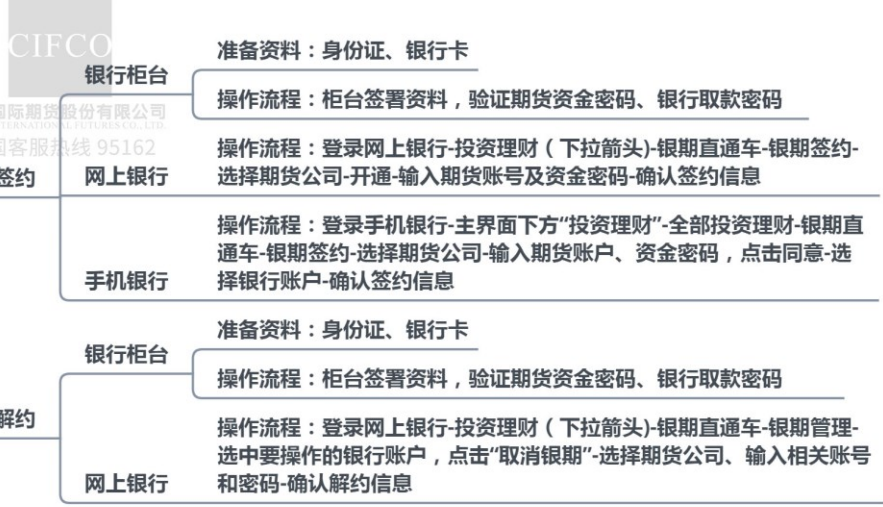 CIFCO
准备资料：身份证、银行卡
银行柜台
操作流程：柜台签署资料，验证期货资金密码、银行取款密码
国际期货股份有限公司
INTERNATIONAL FUTURES CO., LTD.
国客服热线 95162
操作流程：登录网上银行-投资理财（下拉箭头)-银期直通车-银期签约-
签约
网上银行
选择期货公司-开通-输入期货账号及资金密码-确认签约信息
操作流程：登录手机银行-主界面下方“投资理财”-全部投资理财-银期直
通车-银期签约-选择期货公司-输入期货账户、资金密码，点击同意-选
手机银行
择银行账户-确认签约信息
准备资料：身份证、银行卡
银行柜台
操作流程：柜台签署资料，验证期货资金密码、银行取款密码
解约
操作流程：登录网上银行-投资理财（下拉箭头)-银期直通车-银期管理-
选中要操作的银行账户，点击“取消银期”-选择期货公司、输入相关账号
网上银行
和密码-确认解约信息